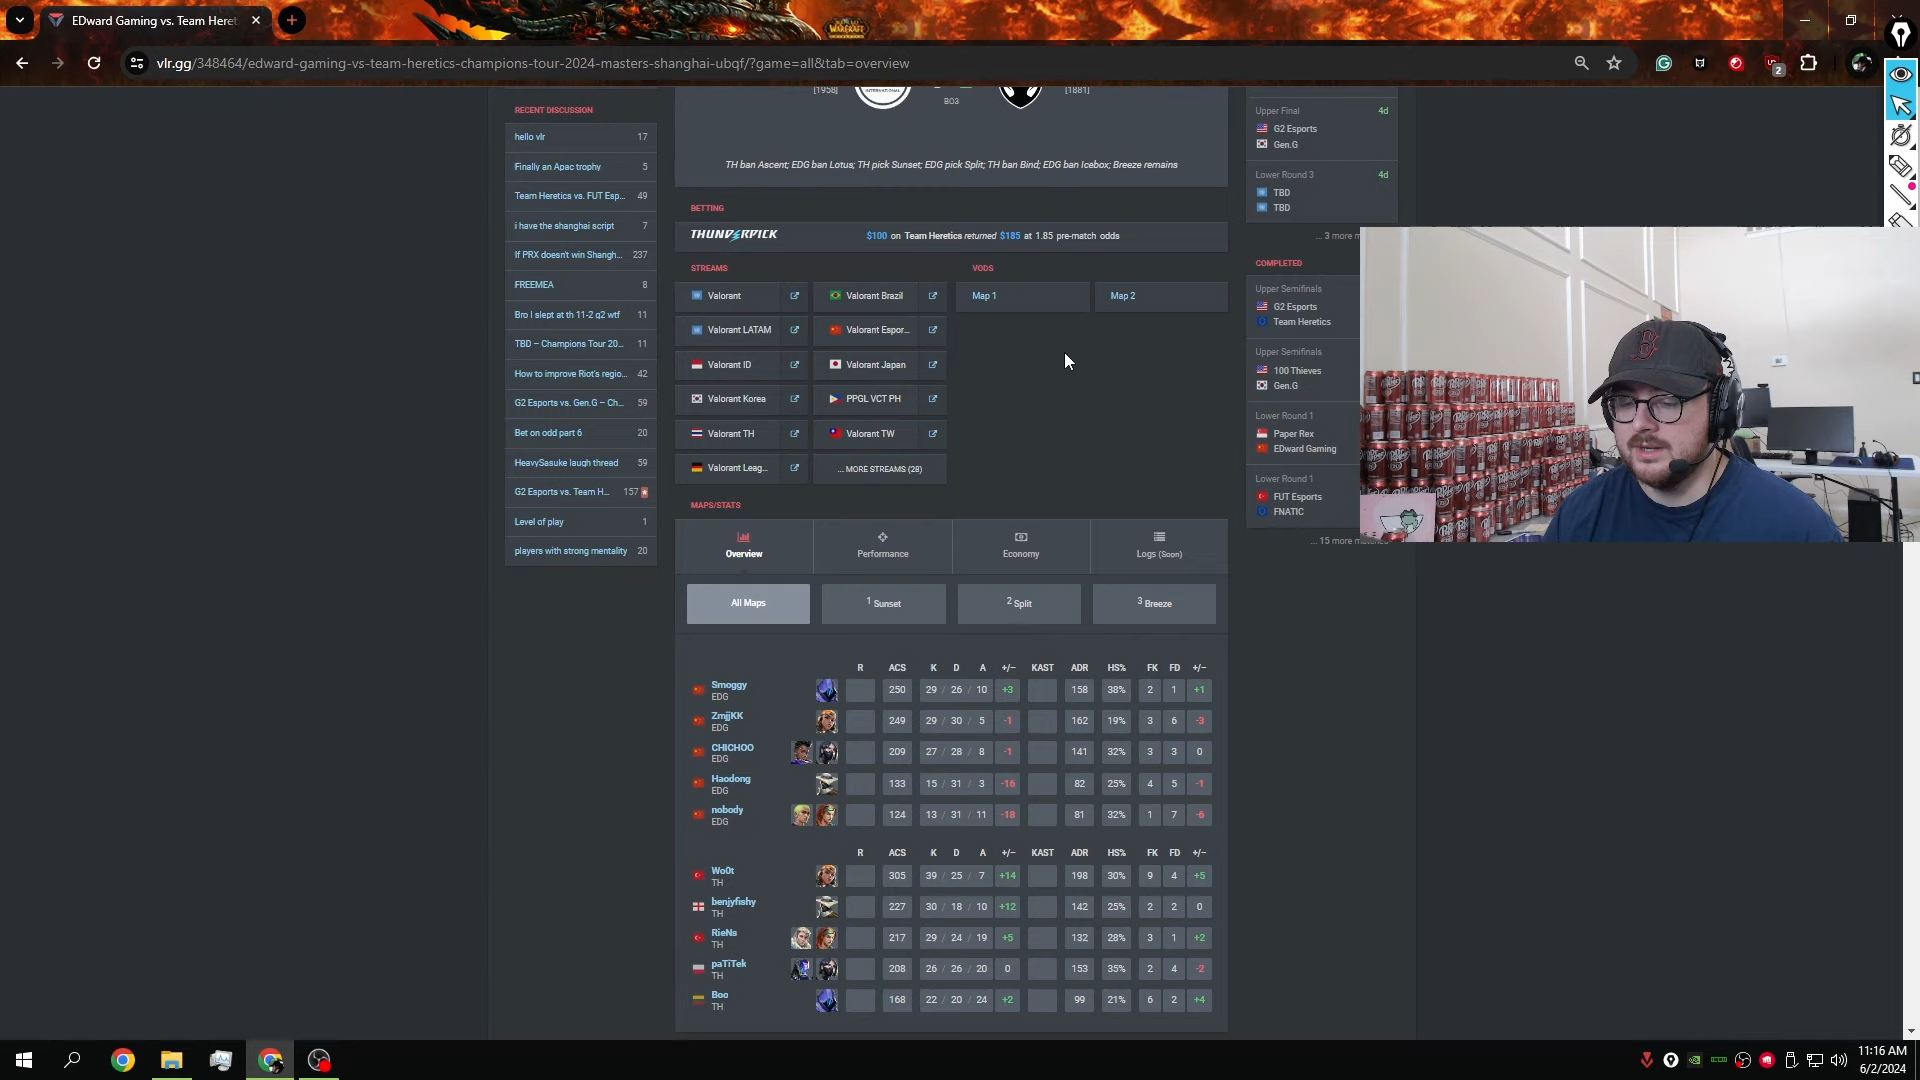 EDward Gaming vs. Team Heret
WARCRAFT
vlr.gg/348464/edward-gaming-vs-team-heretics-champions-tour-2024-masters-shanghai-ubqf/?game=all&tab=overview
2
RECENT DISCUSSION
hello vlr 17
Finally an Apac trophy 5
Team Heretics vs. FUT Esp... 49
i have the shanghai script 7
If PRX doesn't win Shangh... 237
FREEMEA 8
Bro I slept at th 11-2 g2 wtf 11
TBD – Champions Tour 20... 11
How to improve Riot's regio... 42
G2 Esports vs. Gen.G – Ch... 59
Bet on odd part 6 20
HeavySasuke laugh thread 59
G2 Esports vs. Team H... 157
Level of play 1
players with strong mentality 20
[1958] INTERNATIONAL BO3 [1881]
TH ban Ascent; EDG ban Lotus; TH pick Sunset; EDG pick Split; TH ban Bind; EDG ban Icebox; Breeze remains
BETTING
THUNDERPICK $100 on Team Heretics returned $185 at 1.85 pre-match odds
STREAMS
Valorant
Valorant Brazil
Valorant LATAM
Valorant Espor...
Valorant ID
Valorant Japan
Valorant Korea
PPGL VCT PH
Valorant TH
Valorant TW
Valorant Leag...
... MORE STREAMS (28)
VODS
Map 1
Map 2
MAPS/STATS
Overview
Performance
Economy
Logs (Soon)
All Maps
1 Sunset
2 Split
3 Breeze
R ACS K D A +/– KAST ADR HS% FK FD +/–
Smoggy 250 29 / 26 / 10 +3 158 38% 2 1 +1
EDG
ZmjjKK 249 29 / 30 / 5 -1 162 19% 3 6 -3
EDG
CHICHOO 209 27 / 28 / 8 -1 141 32% 3 3 0
EDG
Haodong 133 15 / 31 / 3 -16 82 25% 4 5 -1
EDG
nobody 124 13 / 31 / 11 -18 81 32% 1 7 -6
EDG
R ACS K D A +/– KAST ADR HS% FK FD +/–
Wo0t 305 39 / 25 / 7 +14 198 30% 9 4 +5
TH
benjyfishy 227 30 / 18 / 10 +12 142 25% 2 2 0
TH
RieNs 217 29 / 24 / 19 +5 132 28% 3 1 +2
TH
paTiTek 208 26 / 26 / 20 0 153 35% 2 4 -2
TH
Boo 168 22 / 20 / 24 +2 99 21% 6 2 +4
TH
Upper Final 4d
G2 Esports
Gen.G
Lower Round 3 4d
TBD
TBD
... 3 more m
COMPLETED
Upper Semifinals
G2 Esports
Team Heretics
Upper Semifinals
100 Thieves
Gen.G
Lower Round 1
Paper Rex
EDward Gaming
Lower Round 1
FUT Esports
FNATIC
... 15 more matches
B
Dr Pepper
11:16 AM
6/2/2024